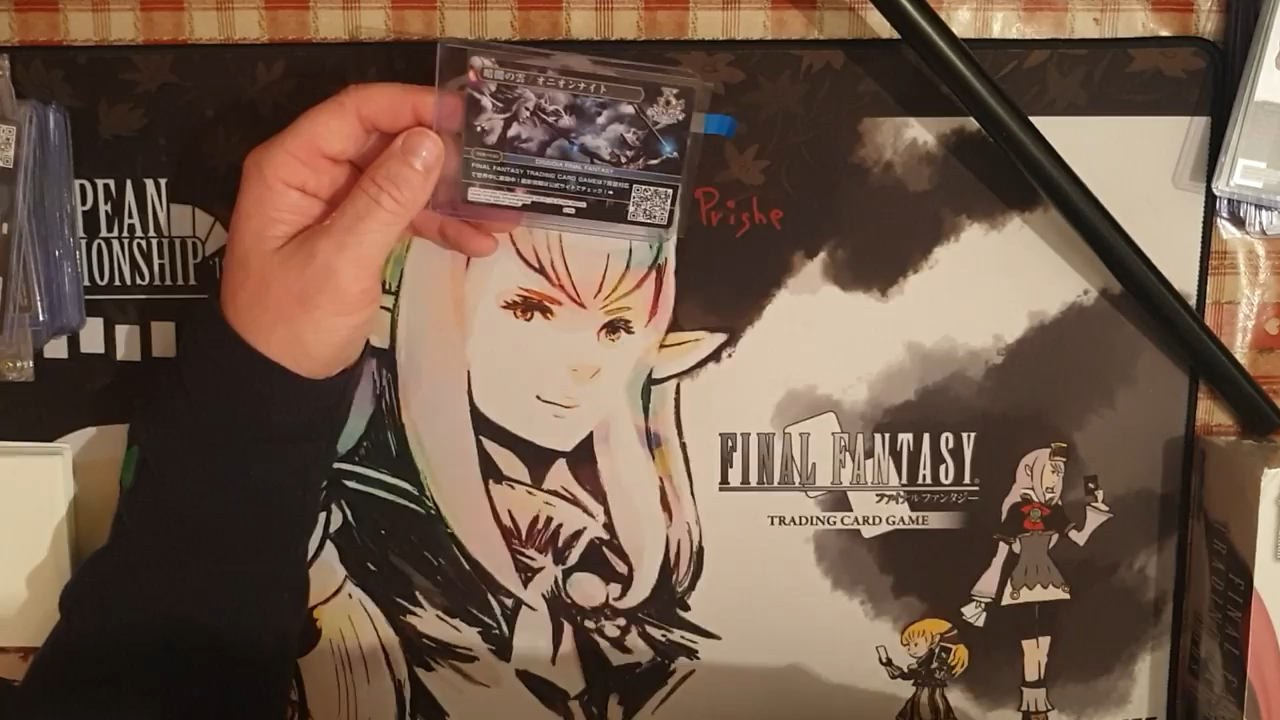 暗闇の雲/オニオンナイト
DISSIDIA FINAL FANTASY
FINAL FANTASY TRADING CARD GAMEは7言語対応
で世界中に展開中！最新情報は公式サイトでチェック！
Prishe
PEAN
IONSHIP
FINAL FANTASY
ファイナルファンタジー
TRADING CARD GAME